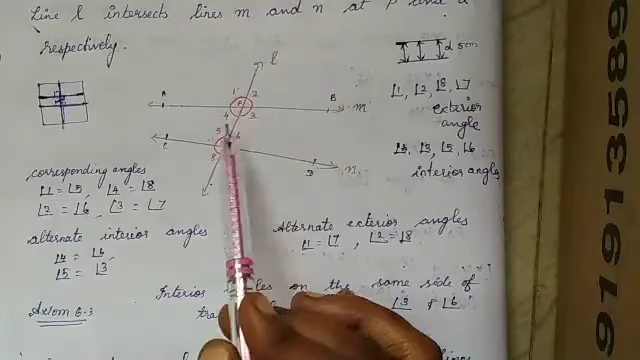 Line l intersects lines m and n at P and Q
respectively.
l
A
B
m
1
2
3
4
5
6
8
C
D
n
d 5cm
∠1, ∠2, ∠8, ∠7
exterior
angle
∠4, ∠3, ∠5, ∠6
interior angles
corresponding angles
∠1 = ∠5 ∠4 = ∠8
∠2 = ∠6 ∠3 = ∠7
alternate interior angles
∠4 = ∠6
∠5 = ∠3
Alternate exterior angles
∠1 = ∠7, ∠2 = ∠8
Interior on the same side of
∠3 & ∠6
Axiom 6.3
919135